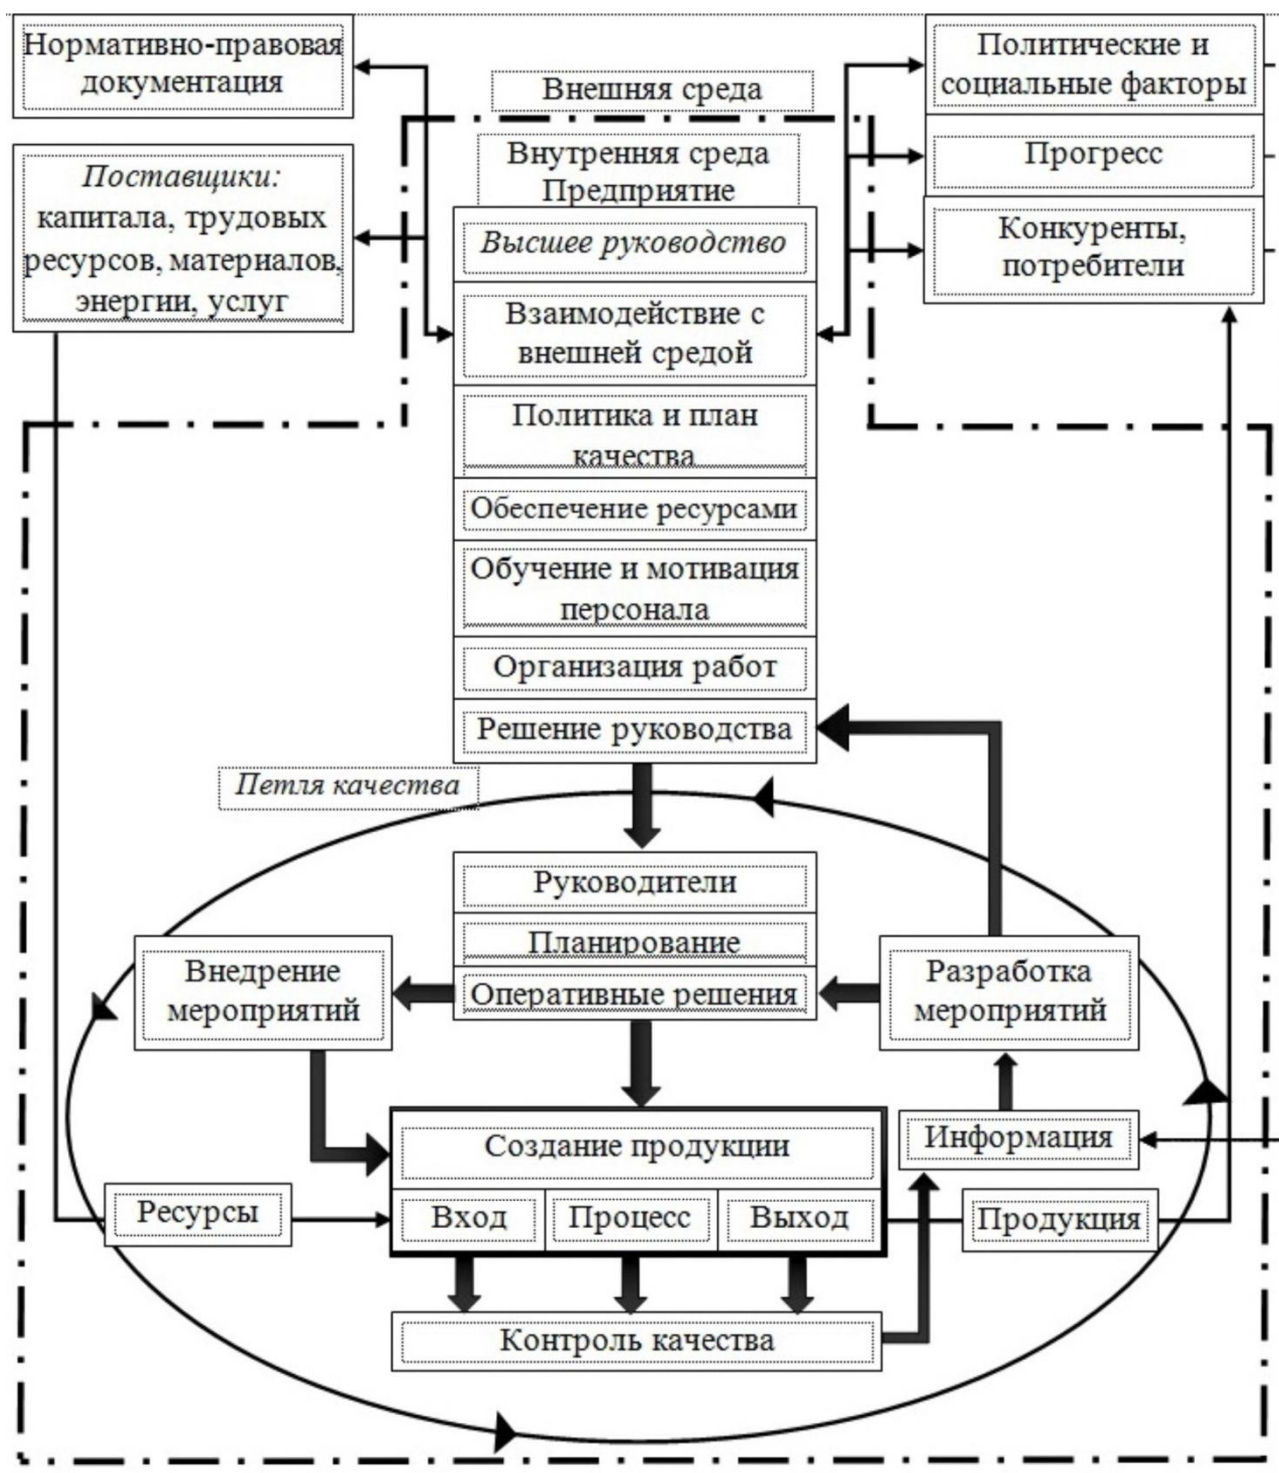 Нормативно-правовая
документация
Внешняя среда
Политические и
социальные факторы
Поставщики:
капитала, трудовых
ресурсов, материалов,
энергии, услуг
Внутренняя среда
Предприятие
Прогресс
Конкуренты,
потребители
Высшее руководство
Взаимодействие с
внешней средой
Политика и план
качества
Обеспечение ресурсами
Обучение и мотивация
персонала
Организация работ
Решение руководства
Петля качества
Руководители
Планирование
Оперативные решения
Внедрение
мероприятий
Разработка
мероприятий
Создание продукции
Информация
Ресурсы
Вход
Процесс
Выход
Продукция
Контроль качества